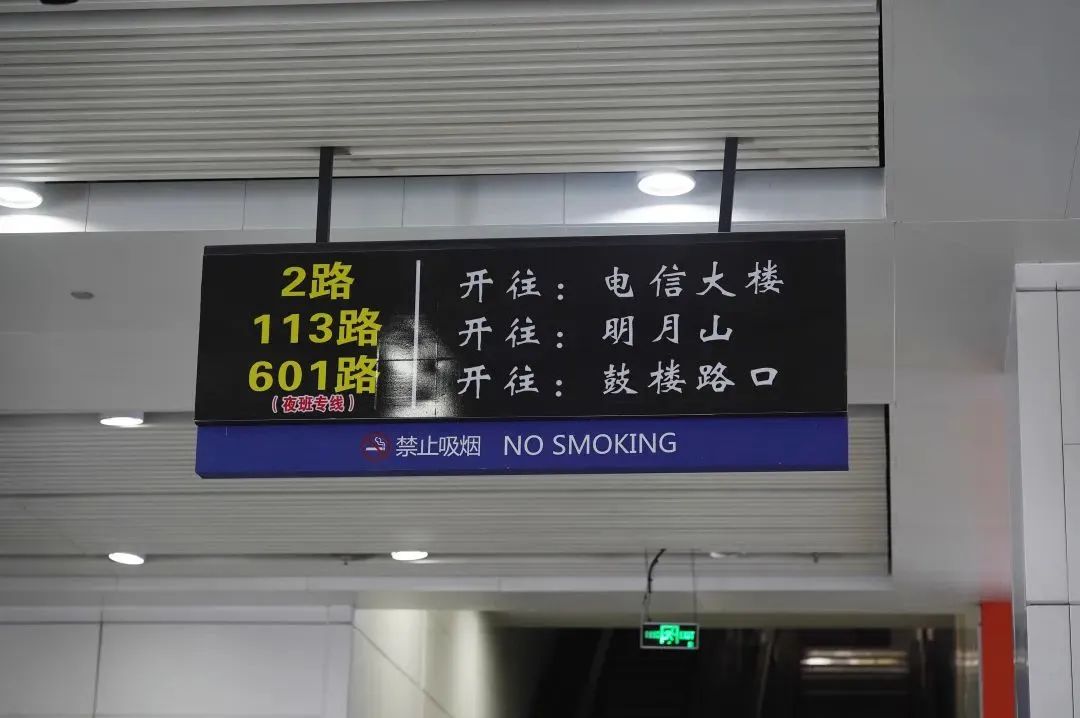 2路 开往：电信大楼
113路 开往：明月山
601路 开往：鼓楼路口
（夜班专线）
禁止吸烟 NO SMOKING
EXIT